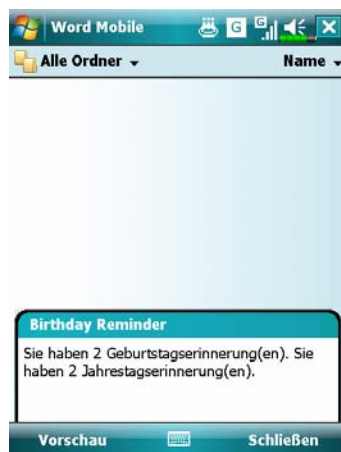 Word Mobile G G
Alle Ordner Name
Birthday Reminder
Sie haben 2 Geburtstagserinnerung(en). Sie
haben 2 Jahrestagserinnerung(en).
Vorschau Schließen